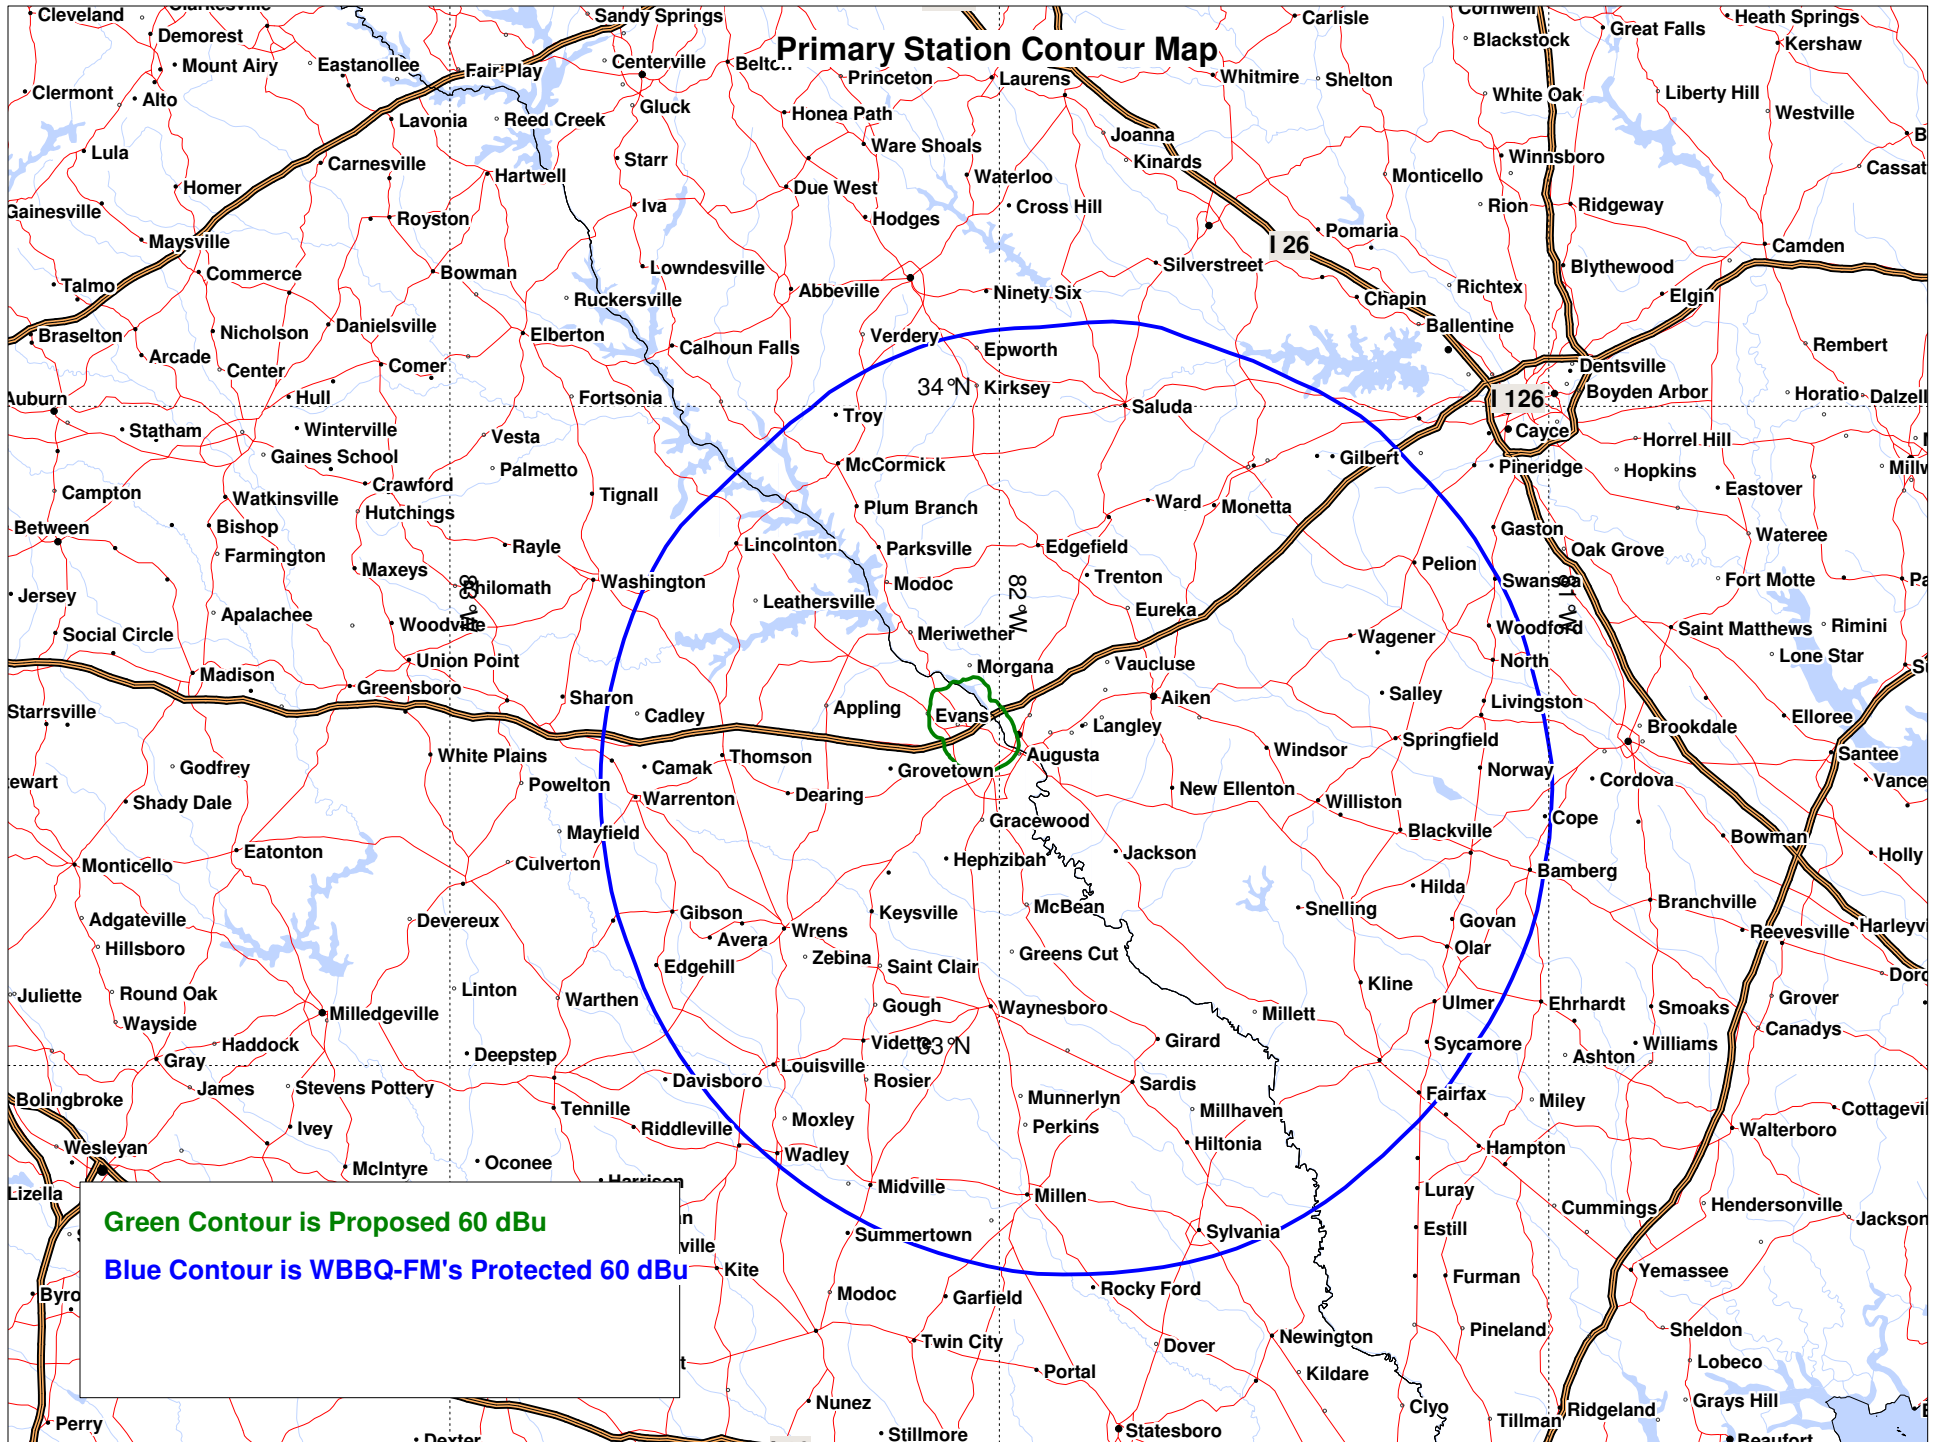 Primary Station Contour Map
Cleveland
Clarkesville
Sandy Springs
Carlisle
Cornwell
Great Falls
Heath Springs
Demorest
Blackstock
Kershaw
Mount Airy
Eastanollee
Fair Play
Centerville
Belton
Princeton
Laurens
Whitmire
Shelton
Clermont
Alto
Lavonia
Reed Creek
Gluck
Honea Path
White Oak
Liberty Hill
Westville
Lula
Carnesville
Starr
Ware Shoals
Joanna
Kinards
Winnsboro
Cassat
Homer
Hartwell
Due West
Waterloo
Monticello
Gainesville
Royston
Iva
Hodges
Cross Hill
Rion
Ridgeway
Maysville
Pomaria
I 26
Camden
Talmo
Commerce
Bowman
Lowndesville
Silverstreet
Blythewood
Ruckersville
Abbeville
Ninety Six
Chapin
Richtex
Elgin
Braselton
Nicholson
Danielsville
Elberton
Verdery
Ballentine
Arcade
Center
Comer
Calhoun Falls
Epworth
Dentsville
Rembert
Auburn
Hull
Fortsonia
34°N
Kirksey
I 126
Boyden Arbor
Horatio
Dalzell
Statham
Winterville
Vesta
Troy
Saluda
Cayce
Horrel Hill
Gaines School
Palmetto
McCormick
Gilbert
Pineridge
Hopkins
Campton
Watkinsville
Crawford
Tignall
Plum Branch
Ward
Monetta
Eastover
Between
Bishop
Hutchings
Gaston
Wateree
Farmington
Rayle
Lincolnton
Parksville
Edgefield
Oak Grove
Jersey
Maxeys
Philomath
Washington
Modoc
Trenton
Pelion
Swansea
Fort Motte
Apalachee
83°W
Leathersville
82°W
Eureka
81°W
Social Circle
Woodville
Meriwether
Wagener
Woodford
Saint Matthews
Rimini
Madison
Union Point
Morgana
Vaucluse
North
Lone Star
Greensboro
Sharon
Cadley
Appling
Evans
Aiken
Salley
Livingston
Starrsville
Langley
Brookdale
Elloree
White Plains
Thomson
Augusta
Windsor
Springfield
Santee
Godfrey
Camak
Grovetown
Norway
Cordova
Vance
Shady Dale
Powelton
Warrenton
Dearing
New Ellenton
Williston
Mayfield
Gracewood
Blackville
Cope
Bowman
Monticello
Eatonton
Culverton
Hephzibah
Jackson
Bamberg
Holly
Adgateville
Devereux
Gibson
Keysville
McBean
Snelling
Hilda
Govan
Branchville
Hillsboro
Avera
Wrens
Zebina
Greens Cut
Olar
Reevesville
Harleyvi
Juliette
Round Oak
Linton
Edgehill
Saint Clair
Kline
Wayside
Milledgeville
Warthen
Gough
Waynesboro
Millett
Ulmer
Ehrhardt
Smoaks
Grover
Canadys
Gray
Haddock
Deepstep
Vidette
33°N
Girard
Sycamore
Ashton
Williams
Bolingbroke
James
Stevens Pottery
Davisboro
Louisville
Rosier
Sardis
Fairfax
Miley
Cottagevil
Ivey
Tennille
Riddleville
Moxley
Munnerlyn
Perkins
Millhaven
Hiltonia
Walterboro
Wesleyan
McIntyre
Oconee
Wadley
Hampton
Lizella
Harrison
Midville
Millen
Luray
Cummings
Hendersonville
Jackson
Green Contour is Proposed 60 dBu
Summertown
Sylvania
Estill
Blue Contour is WBBQ-FM's Protected 60 dBu
Kite
Rocky Ford
Furman
Yemassee
Byro
Modoc
Garfield
Twin City
Dover
Newington
Pineland
Sheldon
Portal
Kildare
Lobeco
Perry
Nunez
Clyo
Tillman
Ridgeland
Grays Hill
Dexter
Stillmore
Statesboro
Beaufort